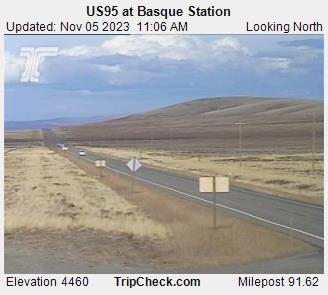 US95 at Basque Station
Updated: Nov 05 2023 11:06 AM
Looking North
Elevation 4460
TripCheck.com
Milepost 91.62